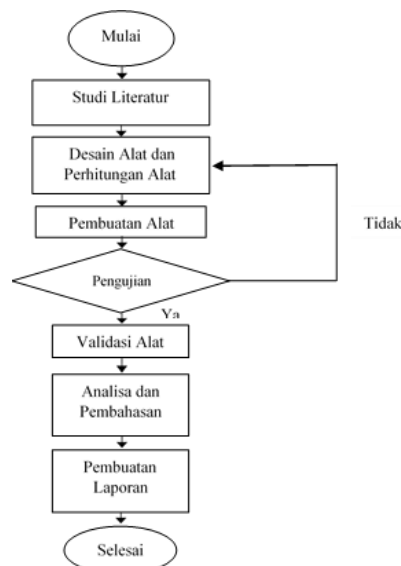 Mulai
Studi Literatur
Desain Alat dan
Perhitungan Alat
Pembuatan Alat
Tidak
Pengujian
Ya
Validasi Alat
Analisa dan
Pembahasan
Pembuatan
Laporan
Selesai